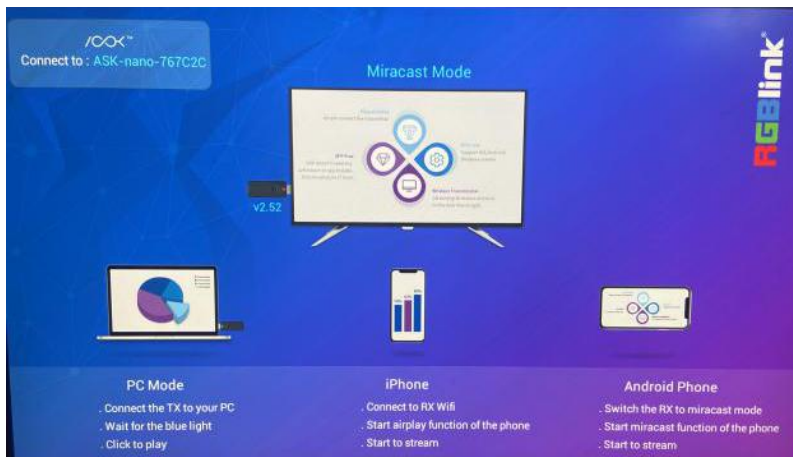 Connect to : ASK-nano-767C2C
Miracast Mode
RGBlink
Wireless Transmission
v2.52
PC Mode
. Connect the TX to your PC
. Wait for the blue light
. Click to play
iPhone
. Connect to RX Wifi
. Start airplay function of the phone
. Start to stream
Android Phone
. Switch the RX to miracast mode
. Start miracast function of the phone
. Start to stream